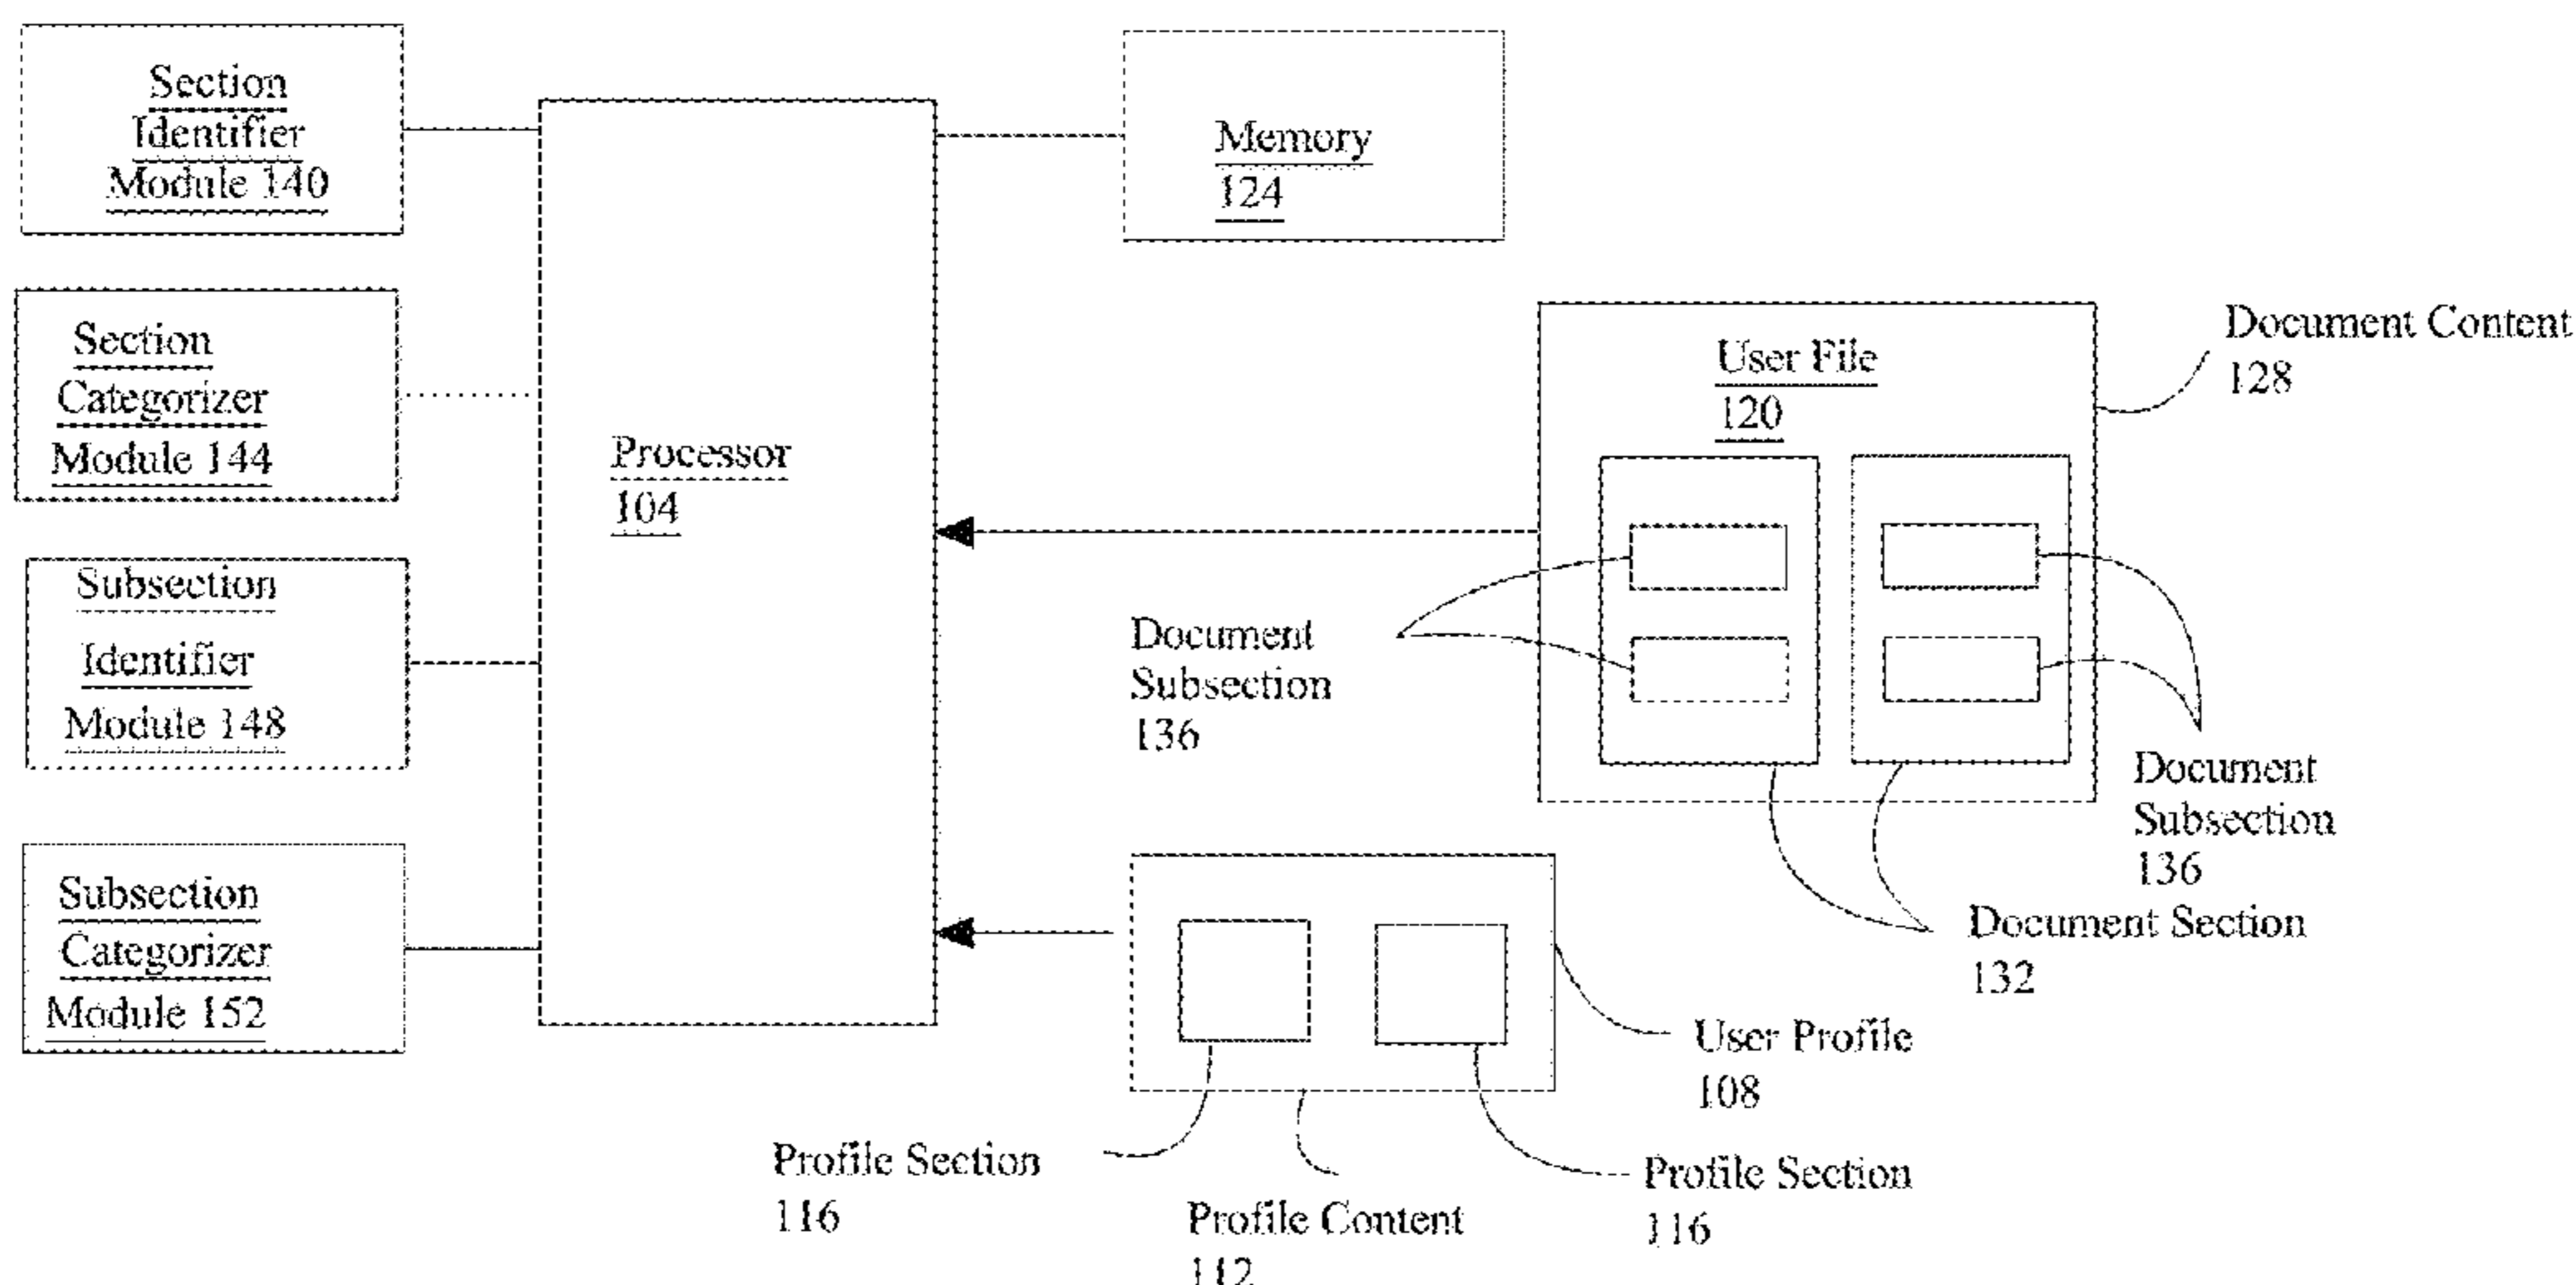 Section
Identifier
Module 140
Section
Categorizer
Module 144
Subsection
Identifier
Module 148
Subsection
Categorizer
Module 152
Processor
104
Memory
124
User File
120
Document Content
128
Document
Subsection
136
Document
Subsection
136
Document Section
132
User Profile
108
Profile Section
116
Profile Content
112
Profile Section
116